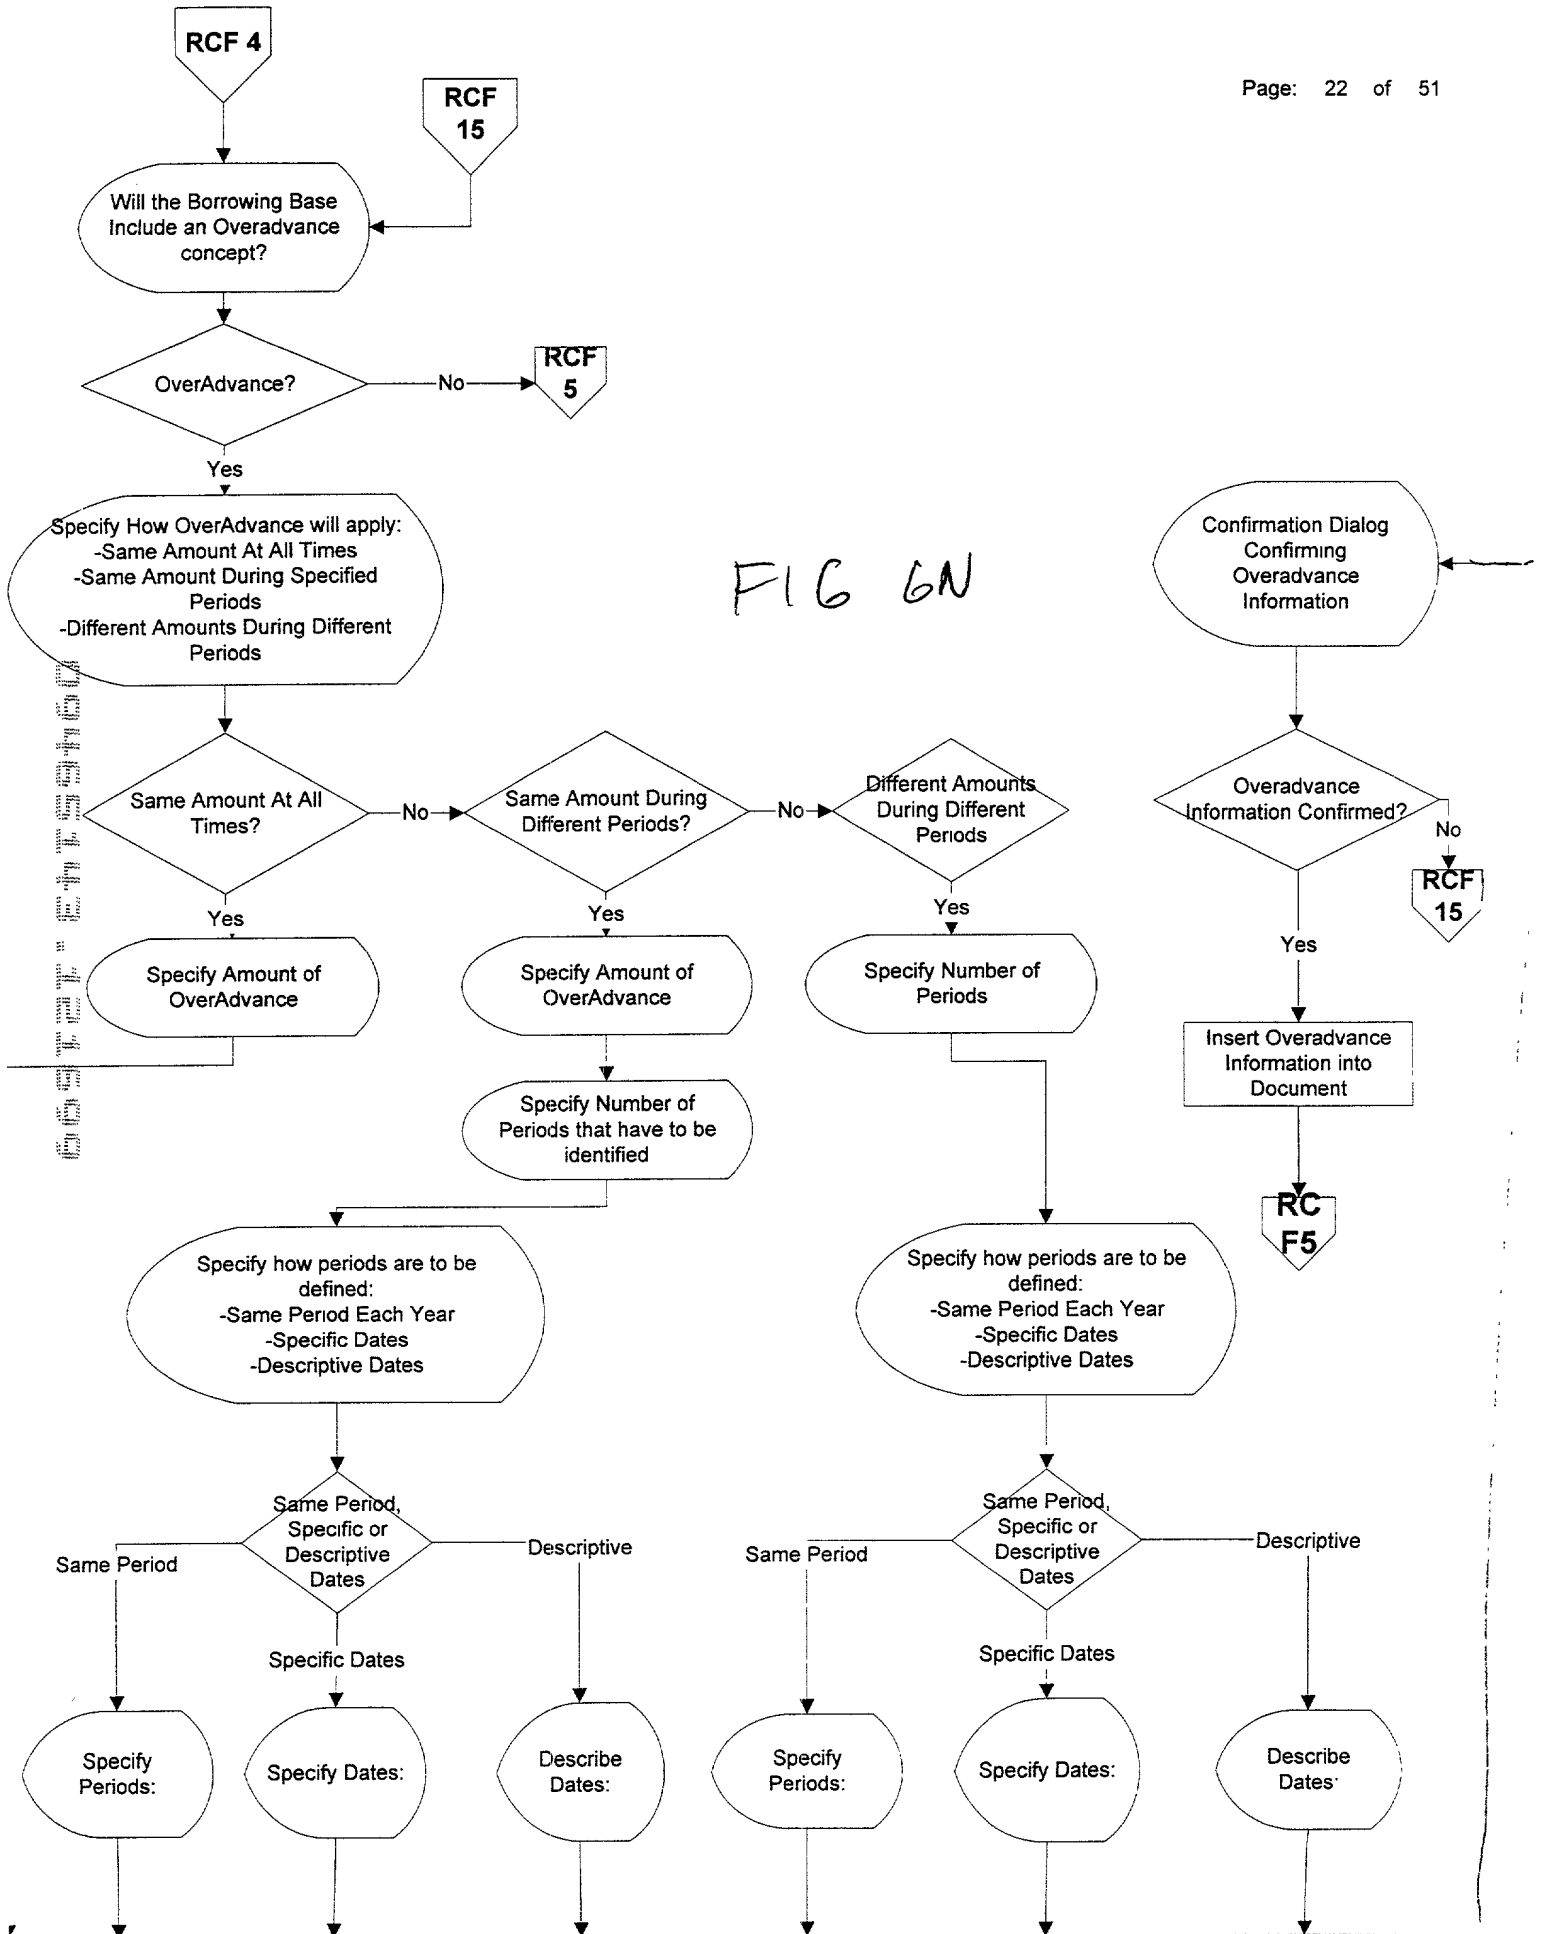 RCF 4
RCF
15
Page: 22 of 51
Will the Borrowing Base
Include an Overadvance
concept?
OverAdvance?
No
RCF
5
Yes
Specify How OverAdvance will apply:
-Same Amount At All Times
-Same Amount During Specified
Periods
-Different Amounts During Different
Periods
FIG 6N
Confirmation Dialog
Confirming
Overadvance
Information
Same Amount At All
Times?
No
Same Amount During
Different Periods?
No
Different Amounts
During Different
Periods
Overadvance
Information Confirmed?
No
RCF
15
Yes
Yes
Yes
Yes
Specify Amount of
OverAdvance
Specify Amount of
OverAdvance
Specify Number of
Periods
Insert Overadvance
Information into
Document
Specify Number of
Periods that have to be
identified
RC
F5
Specify how periods are to be
defined:
-Same Period Each Year
-Specific Dates
-Descriptive Dates
Specify how periods are to be
defined:
-Same Period Each Year
-Specific Dates
-Descriptive Dates
Same Period,
Specific or
Descriptive
Dates
Same Period
Descriptive
Specific Dates
Same Period,
Specific or
Descriptive
Dates
Same Period
Descriptive
Specific Dates
Specify
Periods:
Specify Dates:
Describe
Dates:
Specify
Periods:
Specify Dates:
Describe
Dates: